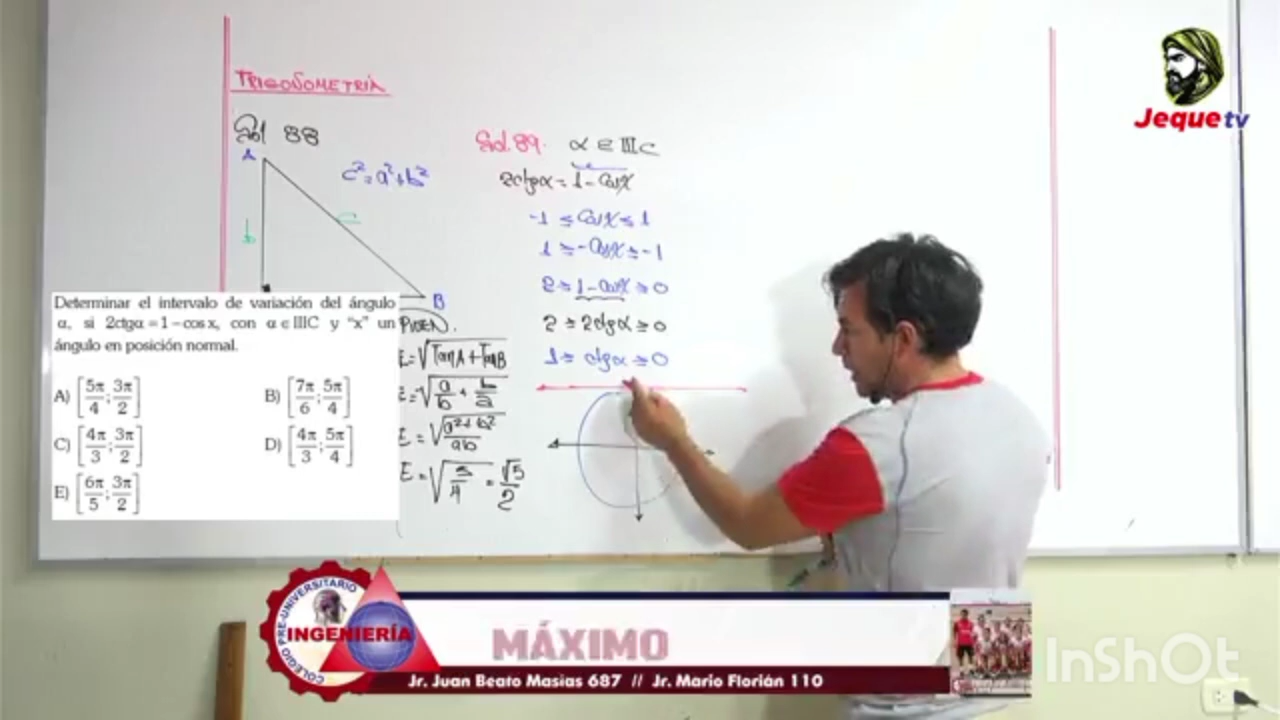 TRIGONOMETRÍA
Sol 88
A
c²=a²+b²
c
b
B
PIDEN.
E=√TanA+TanB
E=√a/b+b/a
E=√a²+b²/ab
E=√5/4=√5/2
Sol.89. α∈IIIC
2ctgα=1-Cosx
-1≤Cosx≤1
1≥-Cosx≥-1
2≥1-Cosx≥0
2≥2ctgα≥0
1≥ctgα≥0
Determinar el intervalo de variación del ángulo
α, si 2ctgα=1−cos x, con α∈IIIC y “x” un
ángulo en posición normal.
A) [5π/4;3π/2] B) [7π/6;5π/4]
C) [4π/3;3π/2] D) [4π/3;5π/4]
E) [6π/5;3π/2]
Jeque tv
COLEGIO PRE-UNIVERSITARIO
INGENIERÍA
MÁXIMO
Jr. Juan Beato Masias 687 // Jr. Mario Florián 110
InShOt